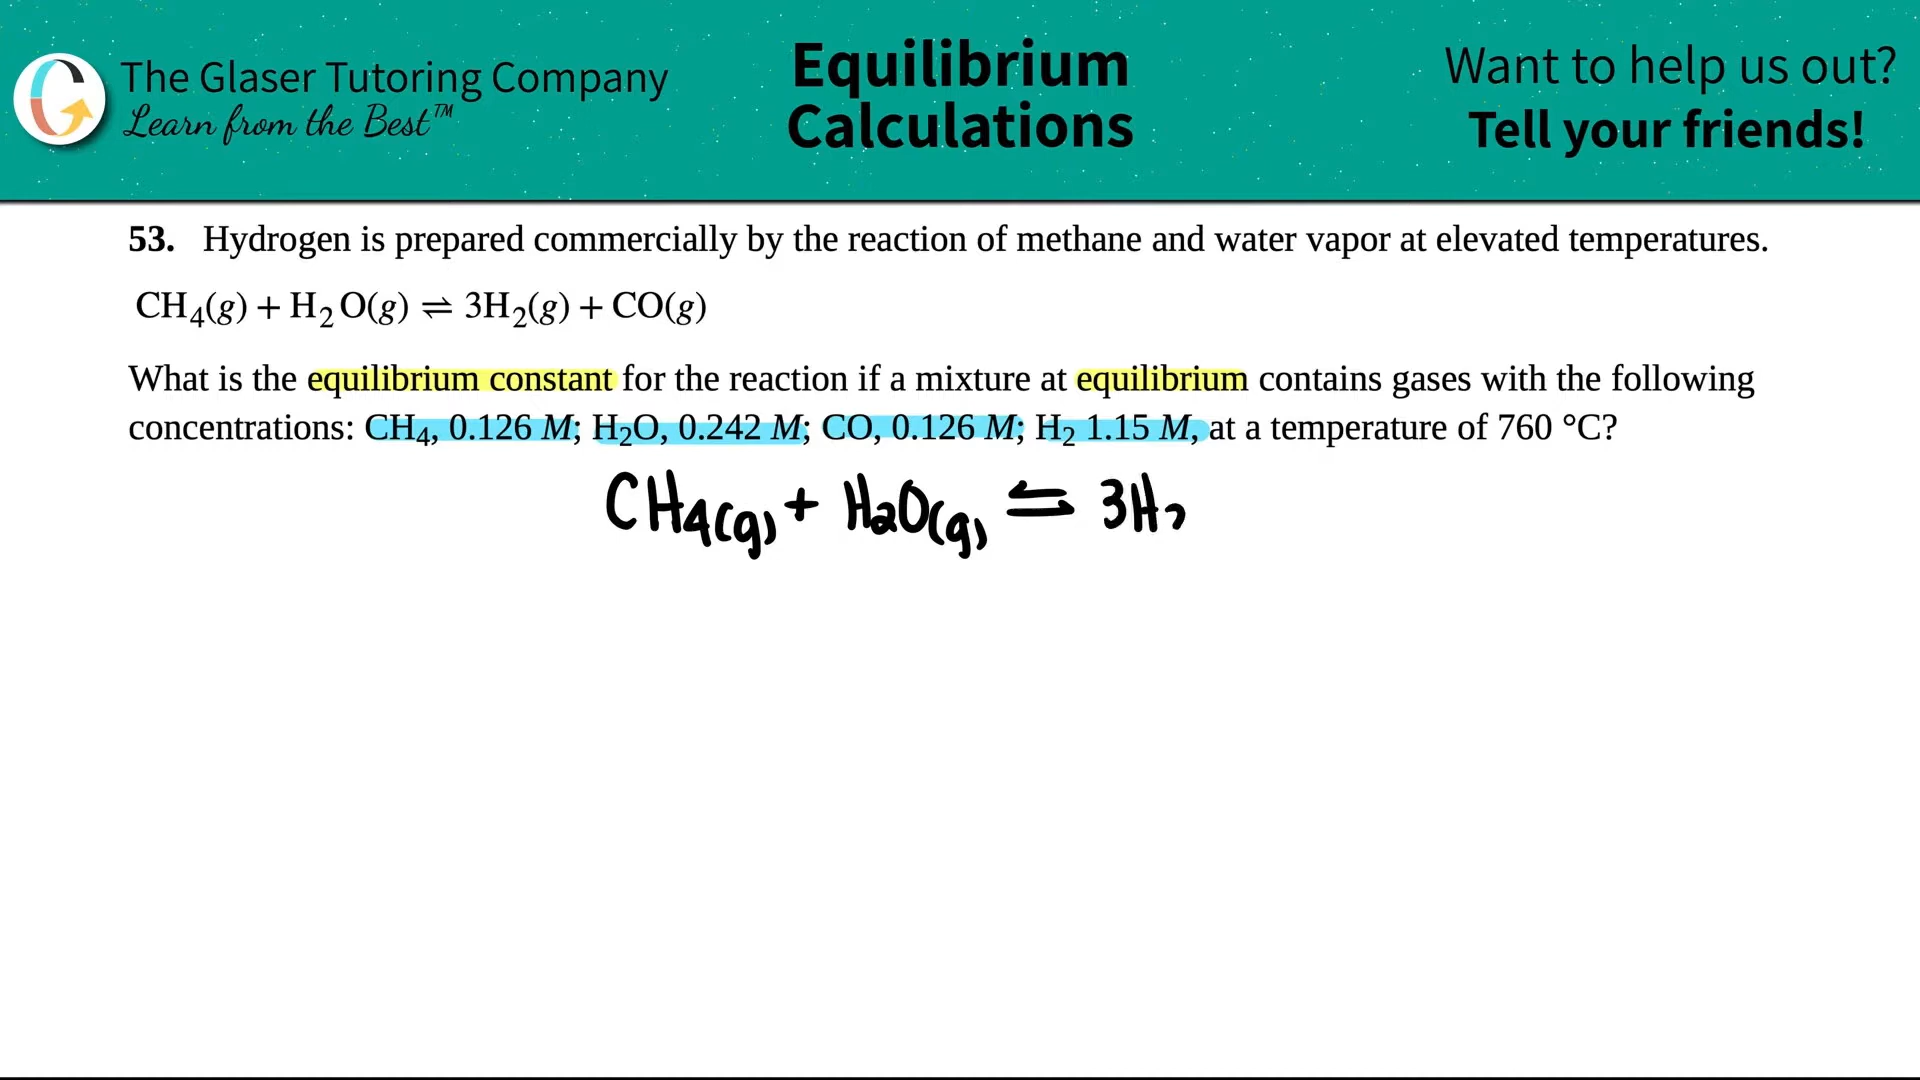 The Glaser Tutoring Company
Learn from the Best™
Equilibrium
Calculations
Want to help us out?
Tell your friends!
53. Hydrogen is prepared commercially by the reaction of methane and water vapor at elevated temperatures.
CH₄(g) + H₂O(g) ⇌ 3H₂(g) + CO(g)
What is the equilibrium constant for the reaction if a mixture at equilibrium contains gases with the following
concentrations: CH₄, 0.126 M; H₂O, 0.242 M; CO, 0.126 M; H₂ 1.15 M, at a temperature of 760 °C?
CH₄(g) + H₂O(g) ⇌ 3H₂